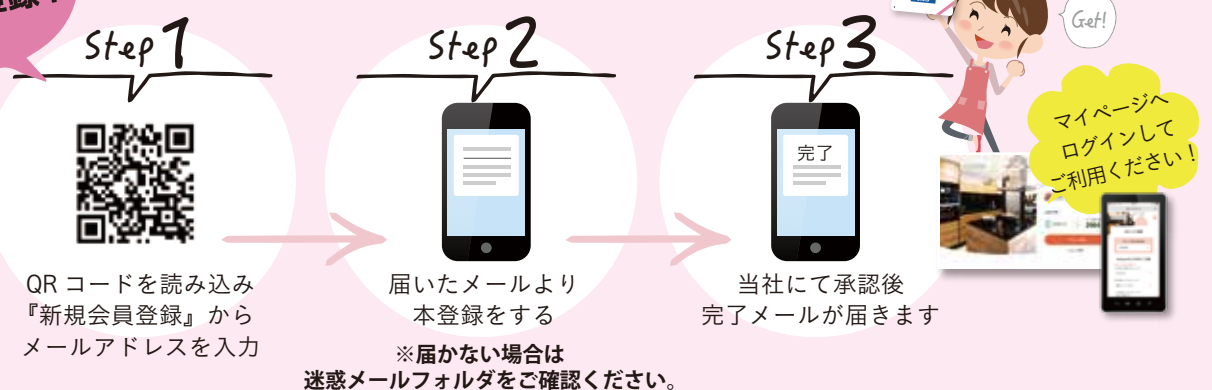 Step 1
QRコードを読み込み
『新規会員登録』から
メールアドレスを入力
Step 2
届いたメールより
本登録をする
※届かない場合は
迷惑メールフォルダをご確認ください。
Step 3
完了
当社にて承認後
完了メールが届きます
Get!
マイページへ
ログインして
ご利用ください!